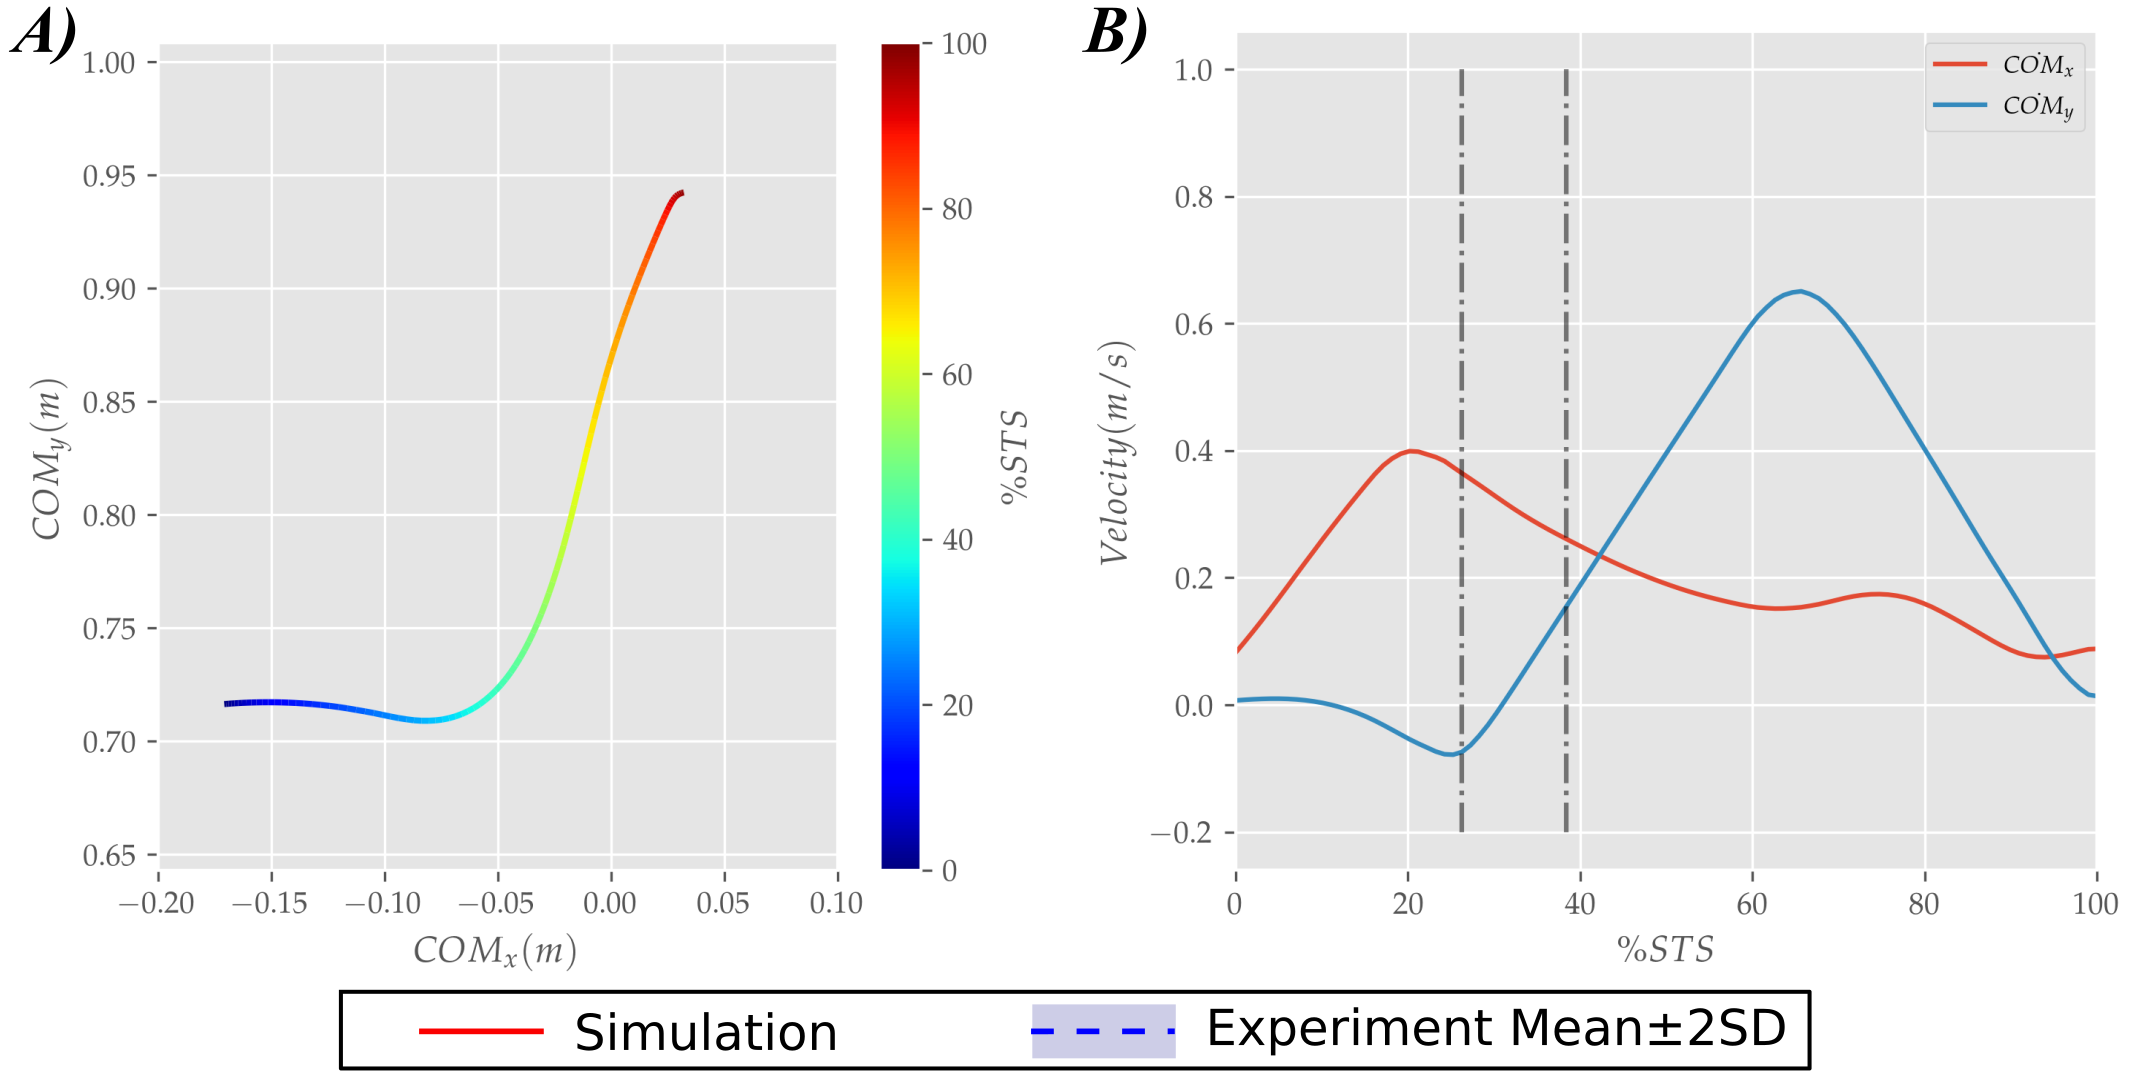 A)
1.00
0.95
0.90
0.85
0.80
0.75
0.70
0.65
COMy(m)
−0.20 −0.15 −0.10 −0.05 0.00 0.05 0.10
COMx(m)
100
80
60
40
20
0
%STS
B)
1.0
0.8
0.6
0.4
0.2
0.0
−0.2
Velocity(m/s)
CȮMx
CȮMy
0 20 40 60 80 100
%STS
Simulation
Experiment Mean±2SD